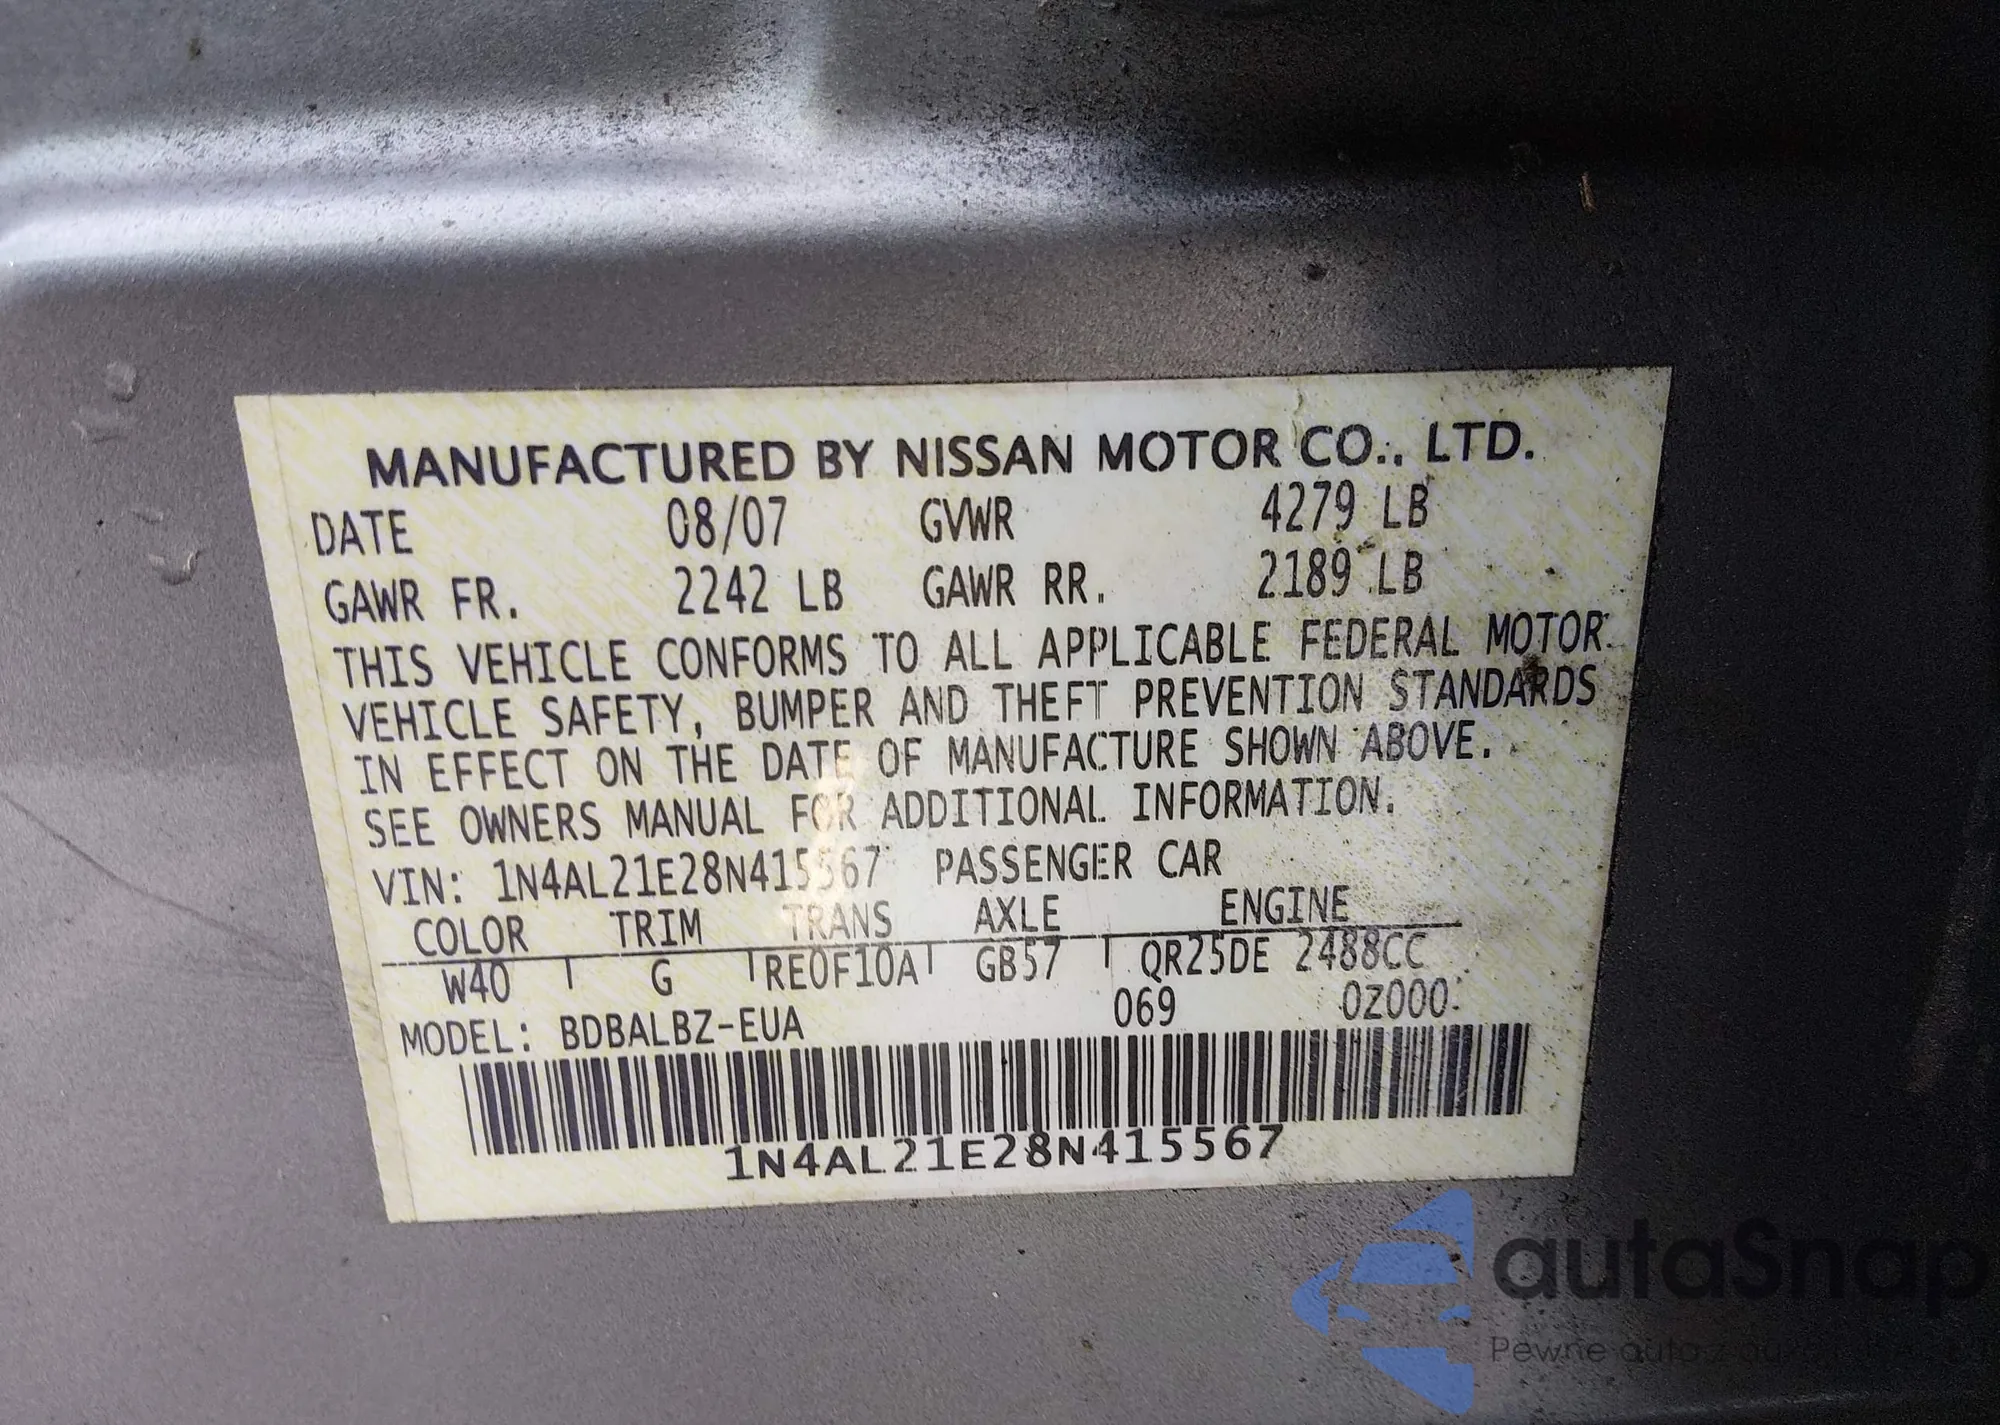 MANUFACTURED BY NISSAN MOTOR CO., LTD.
DATE 08/07 GVWR 4279 LB
GAWR FR. 2242 LB GAWR RR. 2189 LB
THIS VEHICLE CONFORMS TO ALL APPLICABLE FEDERAL MOTOR
VEHICLE SAFETY, BUMPER AND THEFT PREVENTION STANDARDS
IN EFFECT ON THE DATE OF MANUFACTURE SHOWN ABOVE.
SEE OWNERS MANUAL FOR ADDITIONAL INFORMATION.
VIN: 1N4AL21E28N415567 PASSENGER CAR
COLOR TRIM TRANS AXLE ENGINE
W40 G RE0F10A GB57 QR25DE 2488CC
069 0Z000
MODEL: BDBALBZ-EUA
1N4AL21E28N415567
autaSnap
Pewne auta z